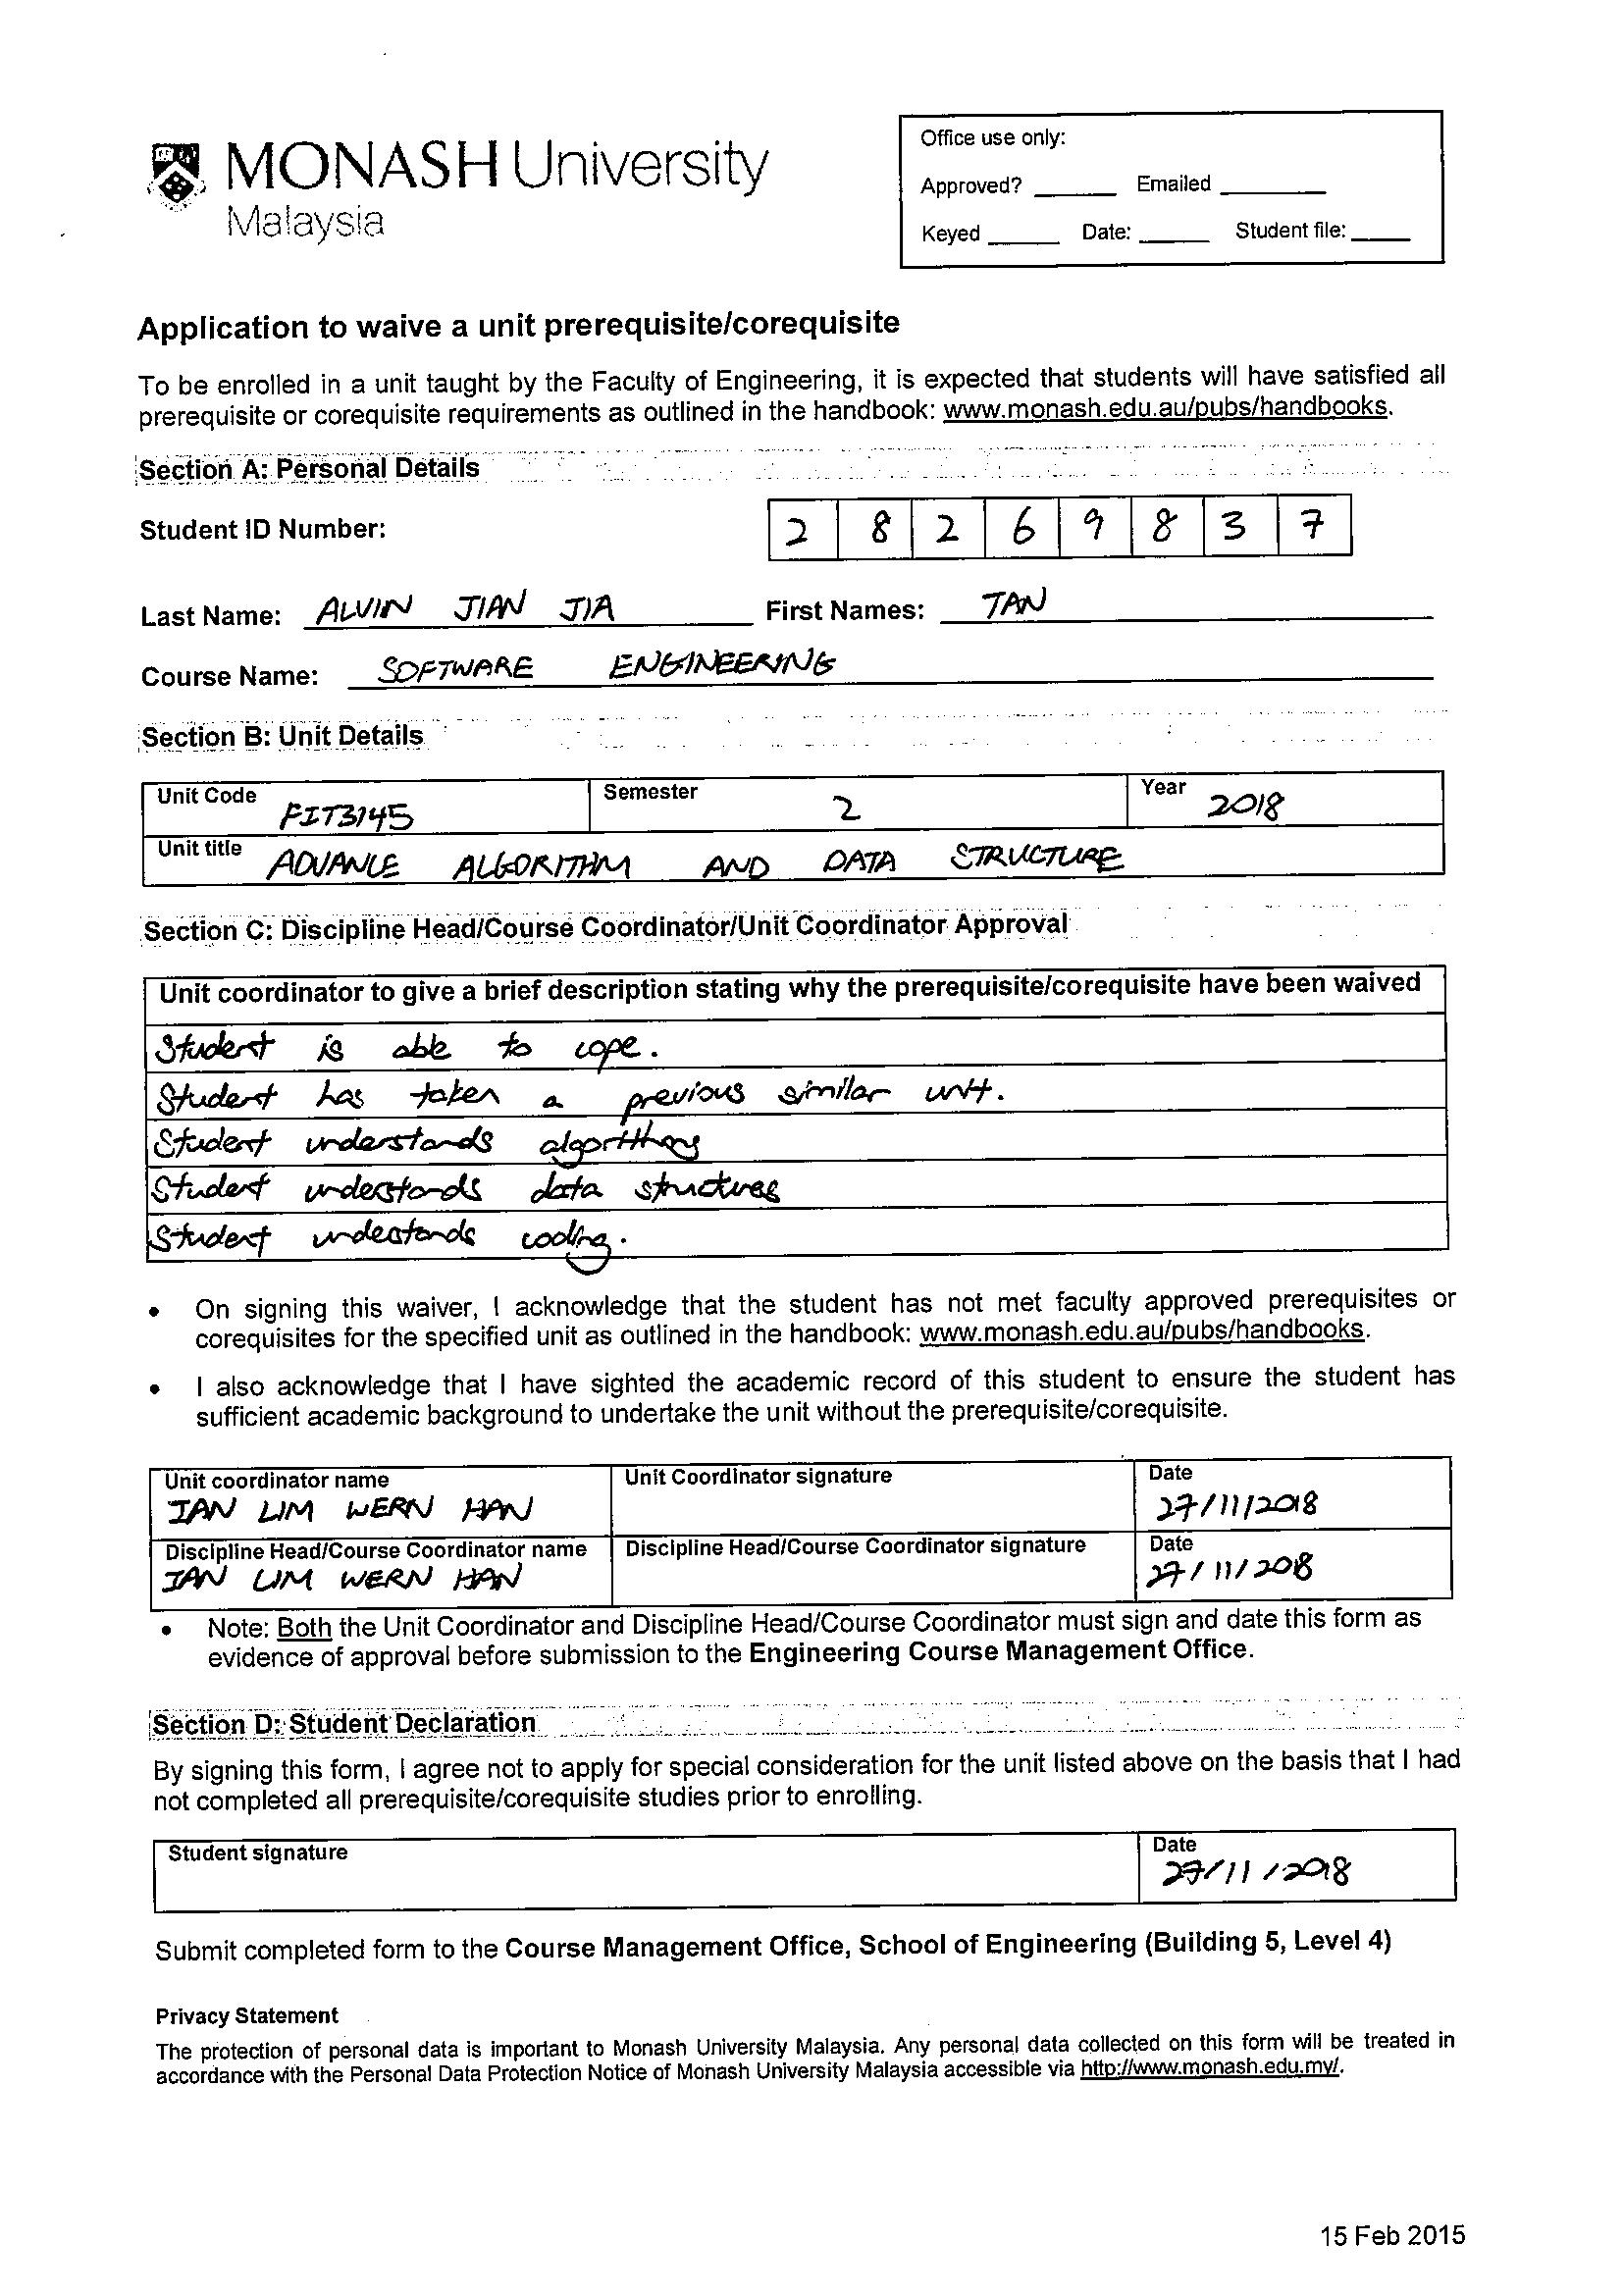 MONASH University
Malaysia
Office use only:
Approved? ______ Emailed ______
Keyed ______ Date: ______ Student file: ______
Application to waive a unit prerequisite/corequisite
To be enrolled in a unit taught by the Faculty of Engineering, it is expected that students will have satisfied all
prerequisite or corequisite requirements as outlined in the handbook: www.monash.edu.au/pubs/handbooks.
Section A: Personal Details
Student ID Number: 2 8 2 6 9 8 3 7
Last Name: ALVIN JIAN JIA First Names: TAN
Course Name: SOFTWARE ENGINEERING
Section B: Unit Details
Unit Code FIT3145 Semester 2 Year 2018
Unit title ADVANCE ALGORITHM AND DATA STRUCTURE
Section C: Discipline Head/Course Coordinator/Unit Coordinator Approval
Unit coordinator to give a brief description stating why the prerequisite/corequisite have been waived
Student is able to cope.
Student has taken a previous similar unit.
Student understands algorithms
Student understands data structures
Student understands coding.
• On signing this waiver, I acknowledge that the student has not met faculty approved prerequisites or
corequisites for the specified unit as outlined in the handbook: www.monash.edu.au/pubs/handbooks.
• I also acknowledge that I have sighted the academic record of this student to ensure the student has
sufficient academic background to undertake the unit without the prerequisite/corequisite.
Unit coordinator name Unit Coordinator signature Date
IAN LIM WERN HAN 27/11/2018
Discipline Head/Course Coordinator name Discipline Head/Course Coordinator signature Date
IAN LIM WERN HAN 27/11/2018
• Note: Both the Unit Coordinator and Discipline Head/Course Coordinator must sign and date this form as
evidence of approval before submission to the Engineering Course Management Office.
Section D: Student Declaration
By signing this form, I agree not to apply for special consideration for the unit listed above on the basis that I had
not completed all prerequisite/corequisite studies prior to enrolling.
Student signature Date
27/11/2018
Submit completed form to the Course Management Office, School of Engineering (Building 5, Level 4)
Privacy Statement
The protection of personal data is important to Monash University Malaysia. Any personal data collected on this form will be treated in
accordance with the Personal Data Protection Notice of Monash University Malaysia accessible via http://www.monash.edu.my/.
15 Feb 2015